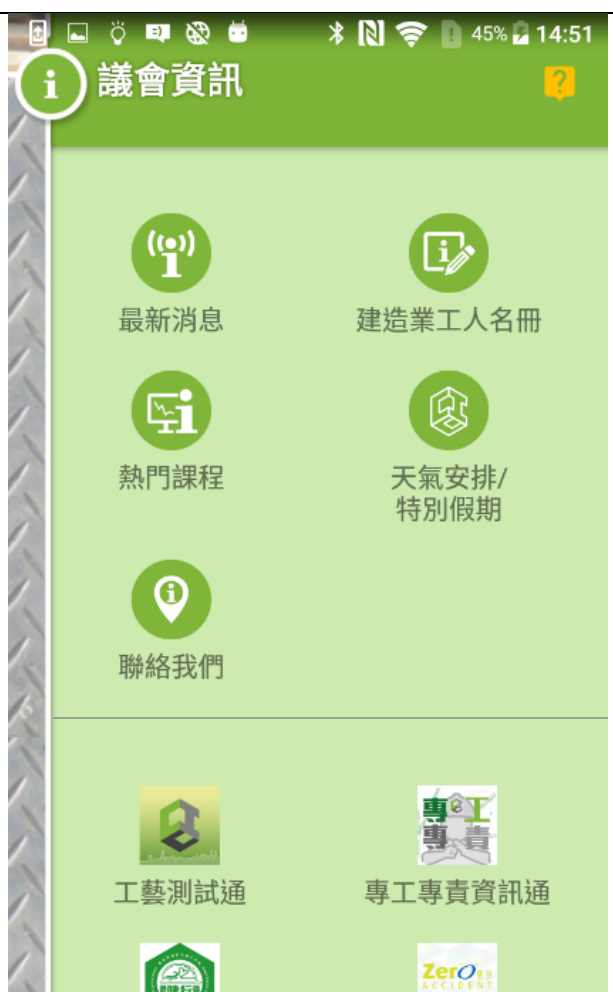 45% 14:51
議會資訊
?
最新消息
建造業工人名冊
熱門課程
天氣安排/
特別假期
聯絡我們
專工
專責
工藝測試通
專工專責資訊通
Zero
ACCIDENT